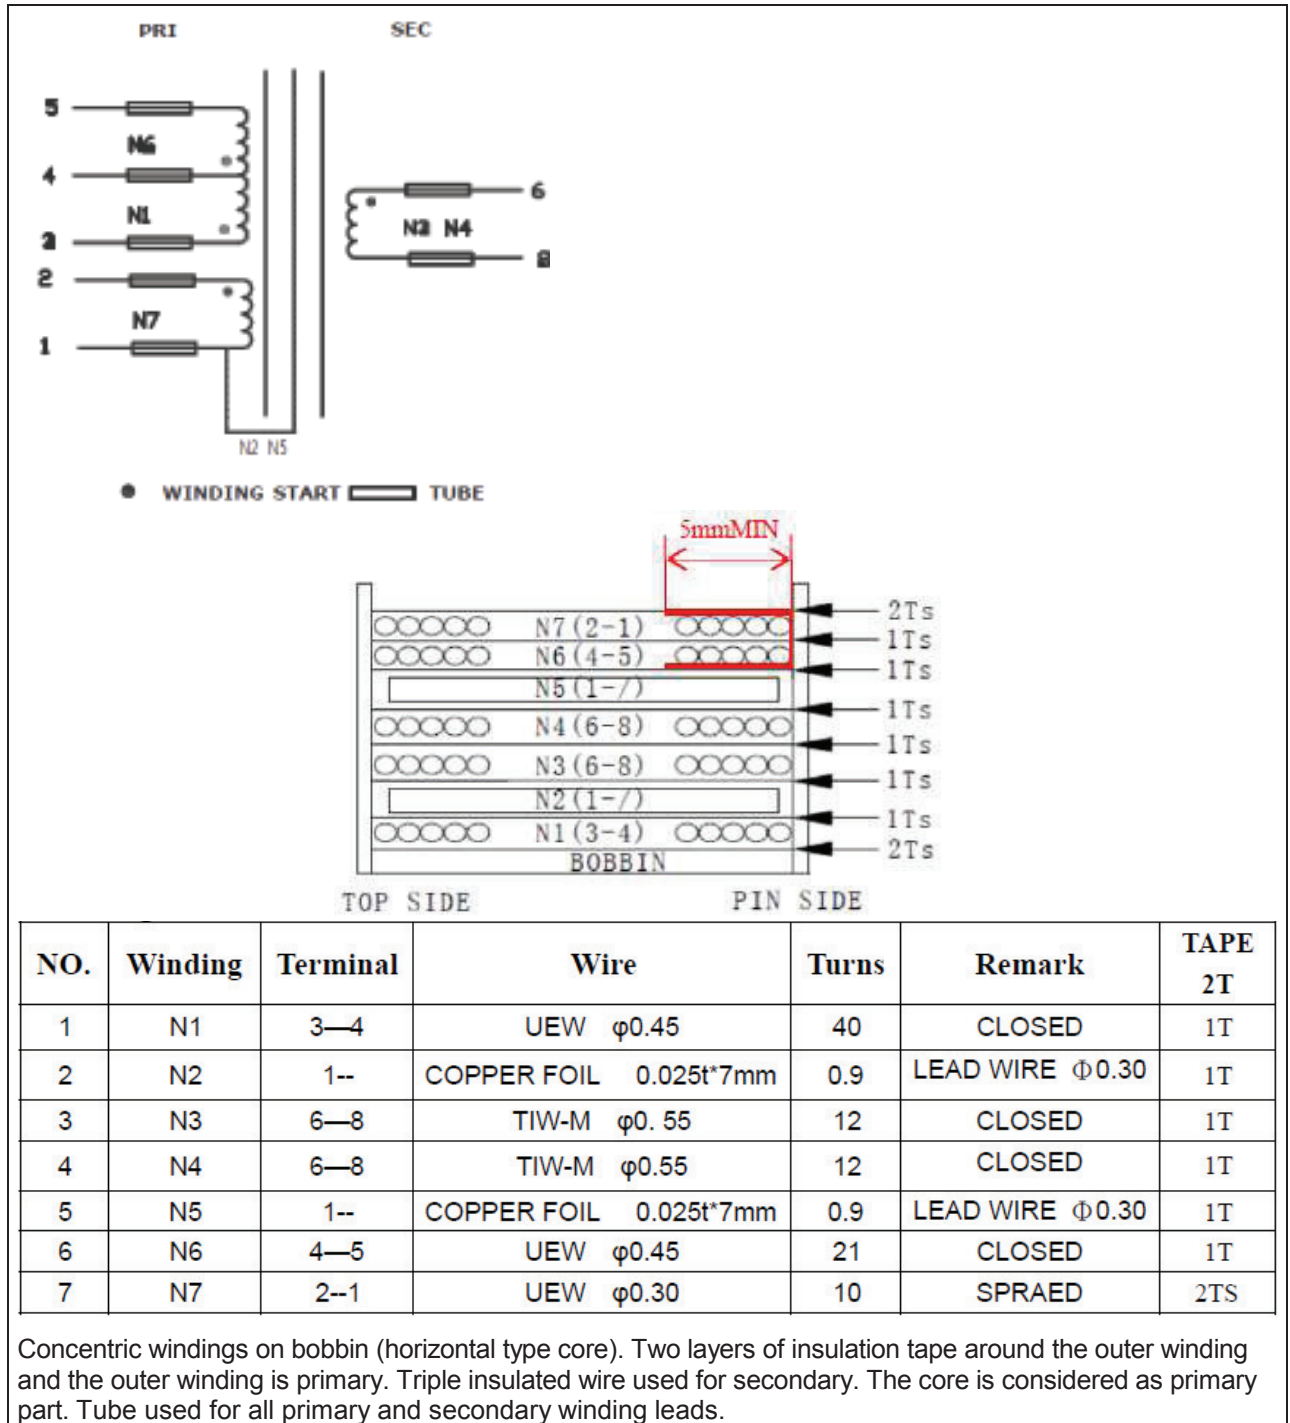 PRI SEC
5
N6
4
N1
3
2
N7
1
6
N3 N4
8
N2 N5
WINDING START TUBE
5mmMIN
N7(2-1) 2Ts
N6(4-5) 1Ts
1Ts
N5(1-/)
1Ts
N4(6-8)
1Ts
N3(6-8)
1Ts
N2(1-/)
1Ts
N1(3-4)
2Ts
BOBBIN
TOP SIDE PIN SIDE
NO. Winding Terminal Wire Turns Remark TAPE 2T
1 N1 3—4 UEW φ0.45 40 CLOSED 1T
2 N2 1-- COPPER FOIL 0.025t*7mm 0.9 LEAD WIRE Φ0.30 1T
3 N3 6—8 TIW-M φ0. 55 12 CLOSED 1T
4 N4 6—8 TIW-M φ0.55 12 CLOSED 1T
5 N5 1-- COPPER FOIL 0.025t*7mm 0.9 LEAD WIRE Φ0.30 1T
6 N6 4—5 UEW φ0.45 21 CLOSED 1T
7 N7 2--1 UEW φ0.30 10 SPRAED 2TS
Concentric windings on bobbin (horizontal type core). Two layers of insulation tape around the outer winding
and the outer winding is primary. Triple insulated wire used for secondary. The core is considered as primary
part. Tube used for all primary and secondary winding leads.